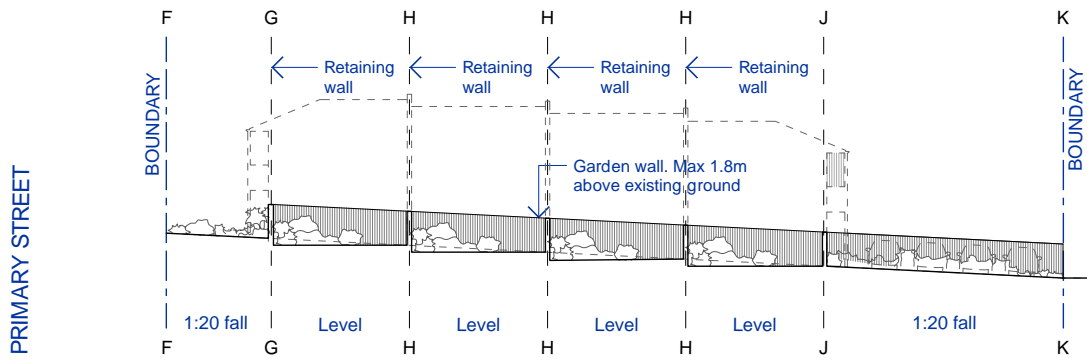 F G H H H J K
Retaining
wall
Retaining
wall
Retaining
wall
Retaining
wall
BOUNDARY
BOUNDARY
Garden wall. Max 1.8m
above existing ground
PRIMARY STREET
1:20 fall Level Level Level Level 1:20 fall
F G H H H J K